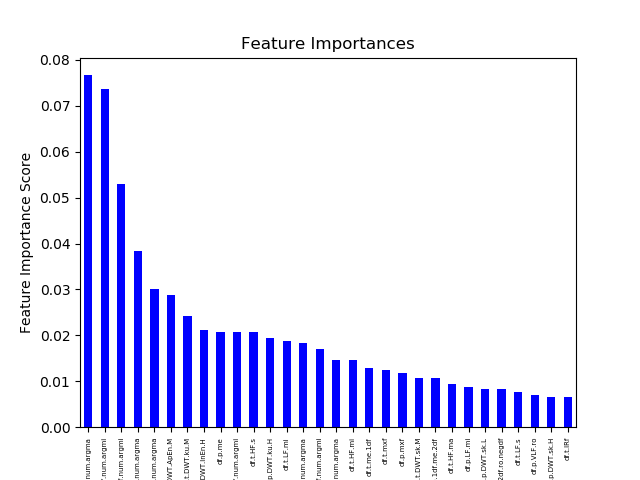 Feature Importances
0.08
0.07
0.06
0.05
0.04
0.03
0.02
0.01
0.00
Feature Importance Score
num.argma
.num.argmi
.num.argmi
num.argma
num.argma
DWT.ApEn.M
t.DWT.ku.M
DWT.InEn.H
df.p.me
.num.argmi
df.t.HF.s
p.DWT.ku.H
df.t.LF.mi
num.argma
.num.argmi
num.argma
df.t.HF.mi
df.t.me.1df
df.t.mxf
df.p.mxf
t.DWT.sk.M
.1df.me.2df
df.t.HF.ma
df.p.LF.mi
p.DWT.sk.L
2df.ro.negdf
df.t.LF.s
df.p.VLF.ro
p.DWT.sk.H
df.t.IRf